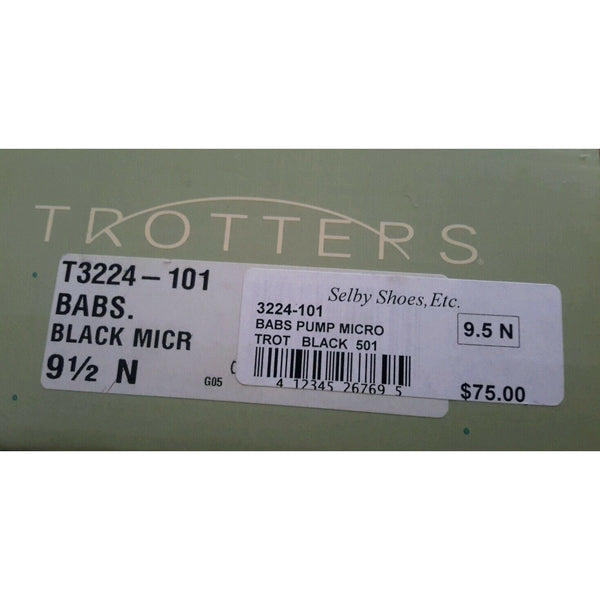 TROTTERS
T3224-101
BABS.
BLACK MICR
9½ N
G05
Selby Shoes, Etc.
3224-101
BABS PUMP MICRO
TROT BLACK 501
9.5 N
4 12345 26769 5
$75.00